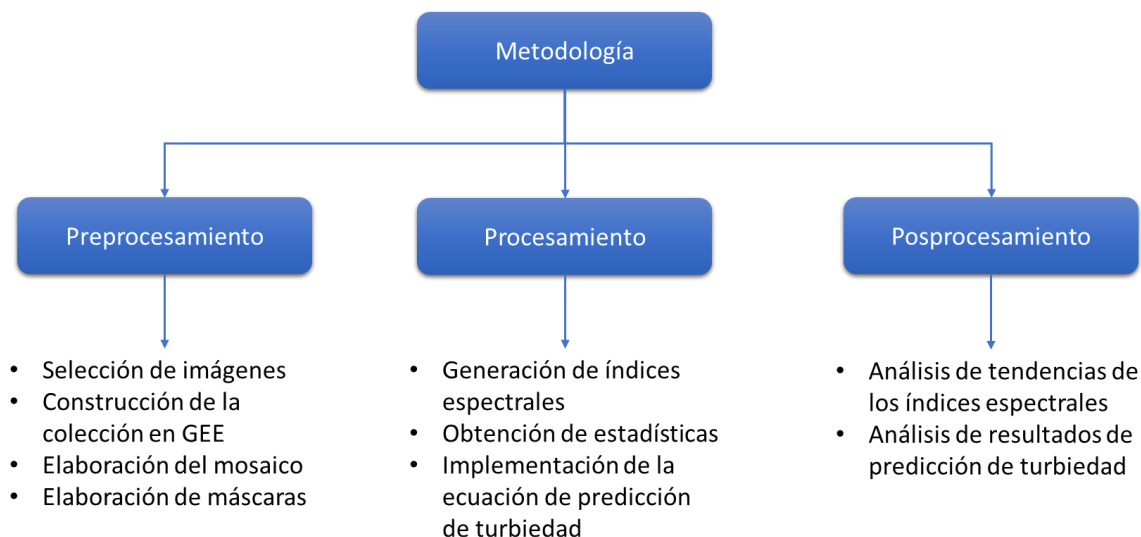 Metodología
Preprocesamiento
Procesamiento
Posprocesamiento
• Selección de imágenes
• Construcción de la
colección en GEE
• Elaboración del mosaico
• Elaboración de máscaras
• Generación de índices
espectrales
• Obtención de estadísticas
• Implementación de la
ecuación de predicción
de turbiedad
• Análisis de tendencias de
los índices espectrales
• Análisis de resultados de
predicción de turbiedad